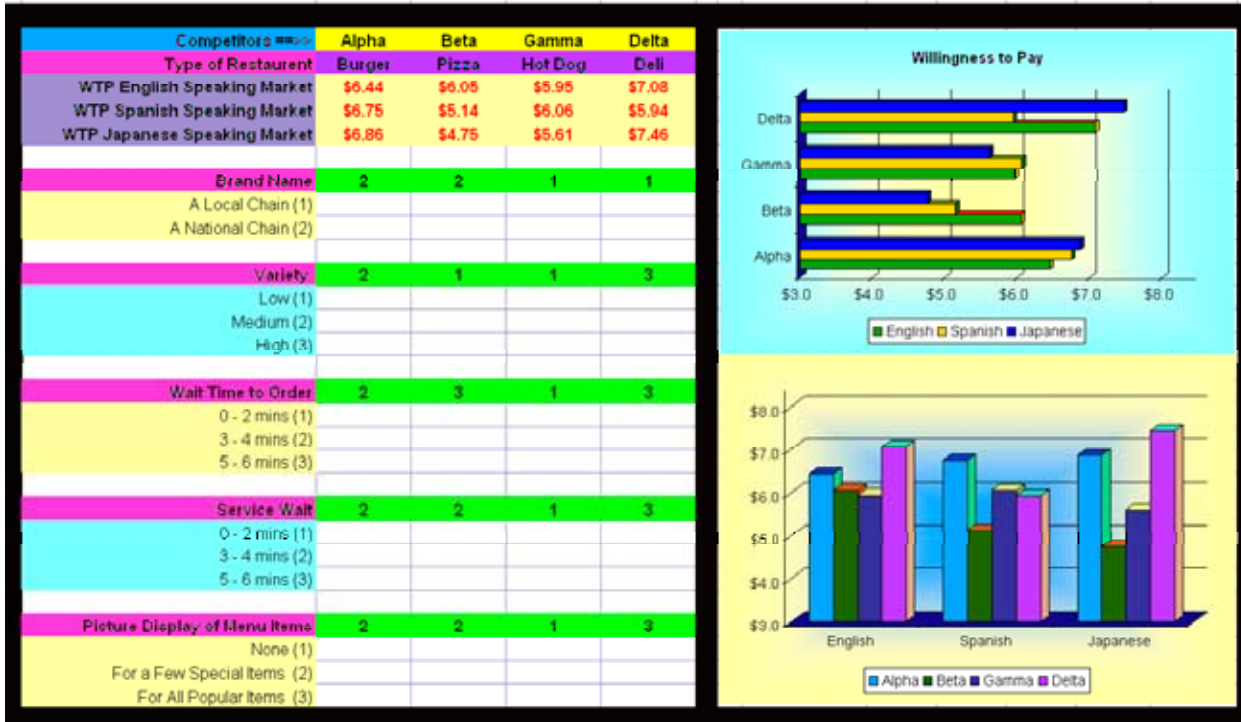 Competitors ==>> Alpha Beta Gamma Delta
Type of Restaurent Burger Pizza Hot Dog Deli
WTP English Speaking Market $6.44 $6.05 $5.95 $7.08
WTP Spanish Speaking Market $6.75 $5.14 $6.06 $5.94
WTP Japanese Speaking Market $6.86 $4.75 $5.61 $7.46
Brand Name 2 2 1 1
A Local Chain (1)
A National Chain (2)
Variety 2 1 1 3
Low (1)
Medium (2)
High (3)
Wait Time to Order 2 3 1 3
0 - 2 mins (1)
3 - 4 mins (2)
5 - 6 mins (3)
Service Wait 2 2 1 3
0 - 2 mins (1)
3 - 4 mins (2)
5 - 6 mins (3)
Picture Display of Menu Items 2 2 1 3
None (1)
For a Few Special Items (2)
For All Popular Items (3)
Willingness to Pay
Delta
Gamma
Beta
Alpha
$3.0 $4.0 $5.0 $6.0 $7.0 $8.0
English Spanish Japanese
$8.0
$7.0
$6.0
$5.0
$4.0
$3.0
English Spanish Japanese
Alpha Beta Gamma Delta